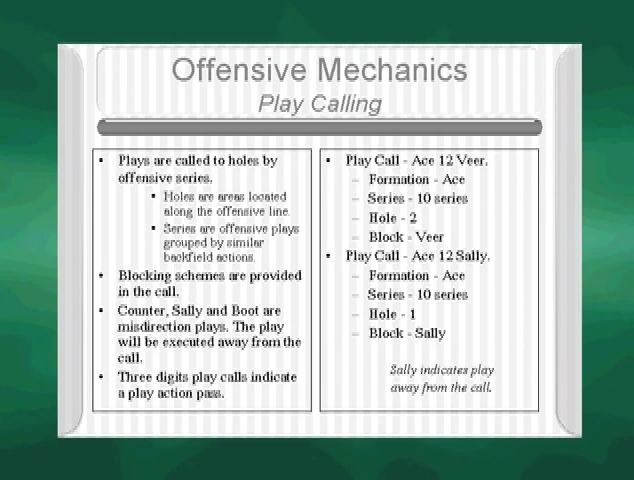 Offensive Mechanics
Play Calling
• Plays are called to holes by
offensive series.
▪ Holes are areas located
along the offensive line.
▪ Series are offensive plays
grouped by similar
backfield actions.
• Blocking schemes are provided
in the call.
• Counter, Sally and Boot are
misdirection plays. The play
will be executed away from the
call.
• Three digits play calls indicate
a play action pass.
• Play Call - Ace 12 Veer.
– Formation - Ace
– Series - 10 series
– Hole - 2
– Block - Veer
• Play Call - Ace 12 Sally.
– Formation - Ace
– Series - 10 series
– Hole - 1
– Block - Sally
Sally indicates play
away from the call.